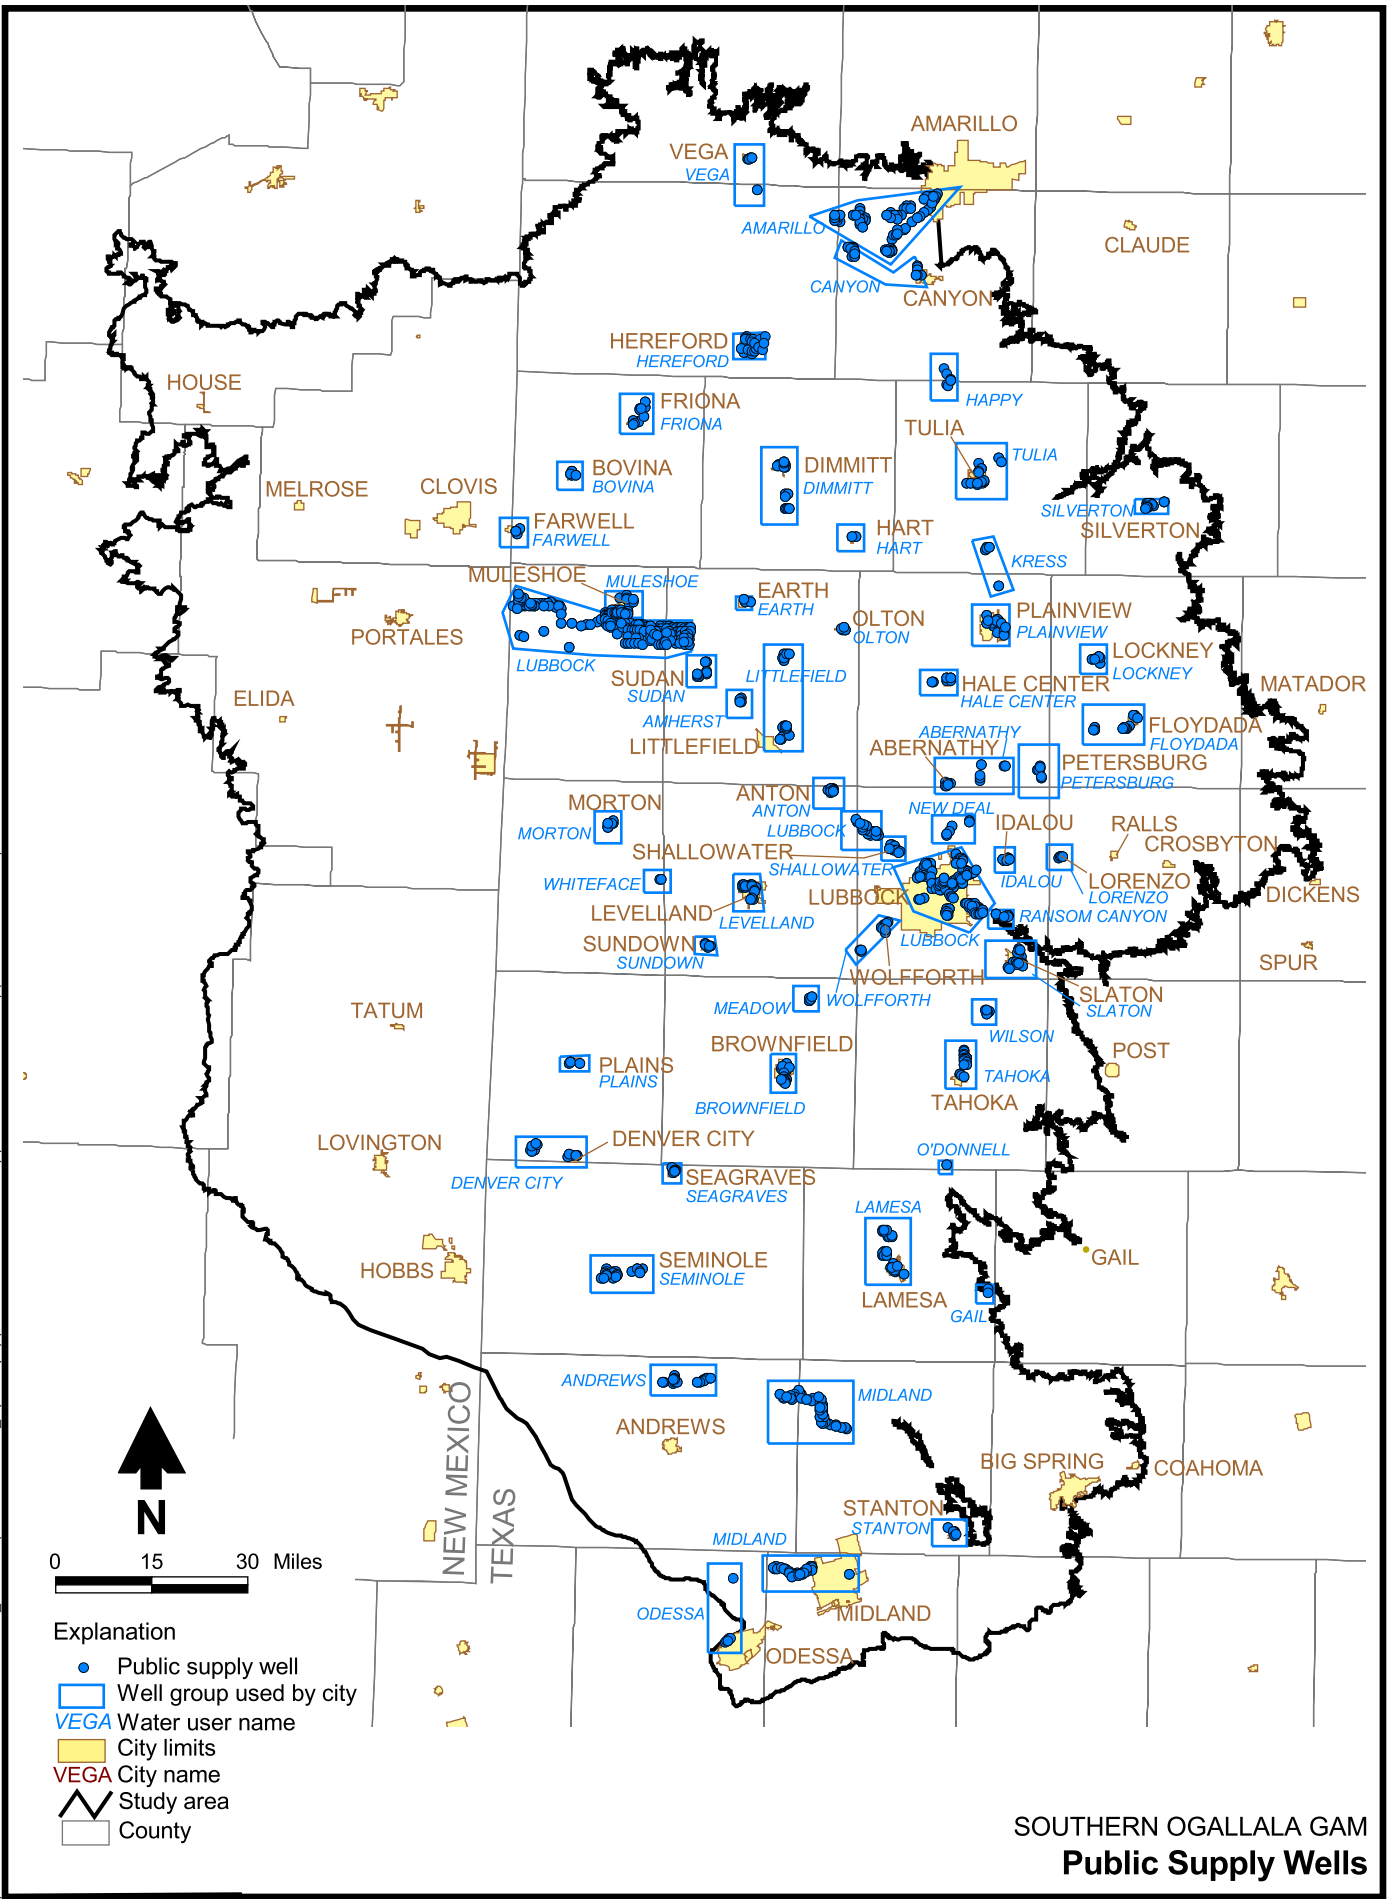 AMARILLO
VEGA
VEGA
AMARILLO
CLAUDE
CANYON
CANYON
HEREFORD
HEREFORD
HOUSE
HAPPY
FRIONA
FRIONA
TULIA
TULIA
BOVINA
BOVINA
DIMMITT
DIMMITT
MELROSE
CLOVIS
SILVERTON
SILVERTON
FARWELL
FARWELL
HART
HART
KRESS
MULESHOE
MULESHOE
EARTH
EARTH
PORTALES
OLTON
OLTON
PLAINVIEW
PLAINVIEW
LUBBOCK
LOCKNEY
LOCKNEY
SUDAN
SUDAN
LITTLEFIELD
HALE CENTER
HALE CENTER
MATADOR
ELIDA
AMHERST
LITTLEFIELD
ABERNATHY
ABERNATHY
FLOYDADA
FLOYDADA
PETERSBURG
PETERSBURG
ANTON
ANTON
MORTON
MORTON
NEW DEAL
LUBBOCK
IDALOU
IDALOU
RALLS
CROSBYTON
SHALLOWATER
SHALLOWATER
WHITEFACE
LORENZO
LORENZO
DICKENS
LUBBOCK
LEVELLAND
LEVELLAND
RANSOM CANYON
LUBBOCK
SUNDOWN
SUNDOWN
SPUR
WOLFFORTH
WOLFFORTH
SLATON
SLATON
TATUM
MEADOW
WILSON
BROWNFIELD
BROWNFIELD
POST
PLAINS
PLAINS
TAHOKA
TAHOKA
LOVINGTON
DENVER CITY
DENVER CITY
O'DONNELL
SEAGRAVES
SEAGRAVES
LAMESA
LAMESA
HOBBS
SEMINOLE
SEMINOLE
GAIL
GAIL
ANDREWS
ANDREWS
MIDLAND
BIG SPRING
COAHOMA
STANTON
STANTON
NEW MEXICO
TEXAS
MIDLAND
MIDLAND
ODESSA
ODESSA
N
0 15 30 Miles
Explanation
Public supply well
Well group used by city
VEGA Water user name
City limits
VEGA City name
Study area
County
SOUTHERN OGALLALA GAM
Public Supply Wells